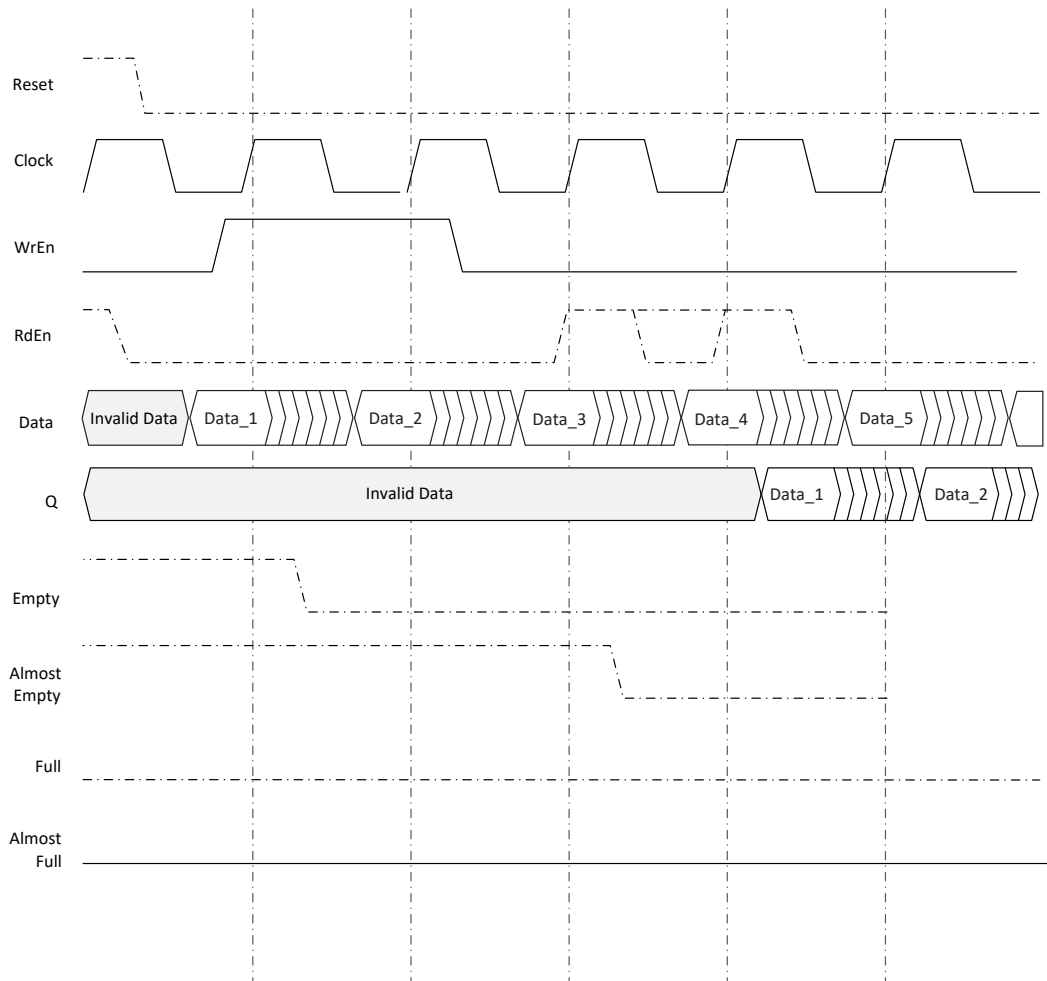 Reset
Clock
WrEn
RdEn
Data
Invalid Data
Data_1
Data_2
Data_3
Data_4
Data_5
Q
Invalid Data
Data_1
Data_2
Empty
Almost
Empty
Full
Almost
Full